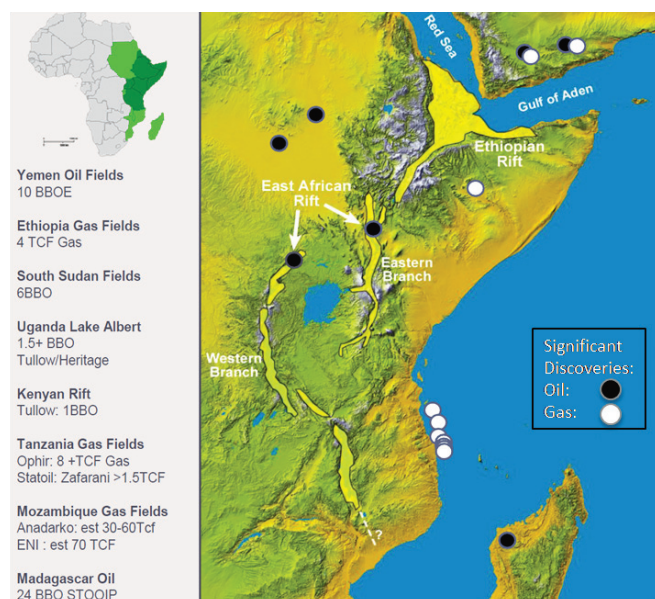 Yemen Oil Fields
10 BBOE
Ethiopia Gas Fields
4 TCF Gas
South Sudan Fields
6BBO
Uganda Lake Albert
1.5+ BBO
Tullow/Heritage
Kenyan Rift
Tullow: 1BBO
Tanzania Gas Fields
Ophir: 8 +TCF Gas
Statoil: Zafarani >1.5TCF
Mozambique Gas Fields
Anadarko: est 30-60Tcf
ENI : est 70 TCF
Madagascar Oil
24 BBO STOOIP
Red Sea
Gulf of Aden
Ethiopian
Rift
East African
Rift
Eastern
Branch
Western
Branch
?
Significant
Discoveries:
Oil:
Gas: